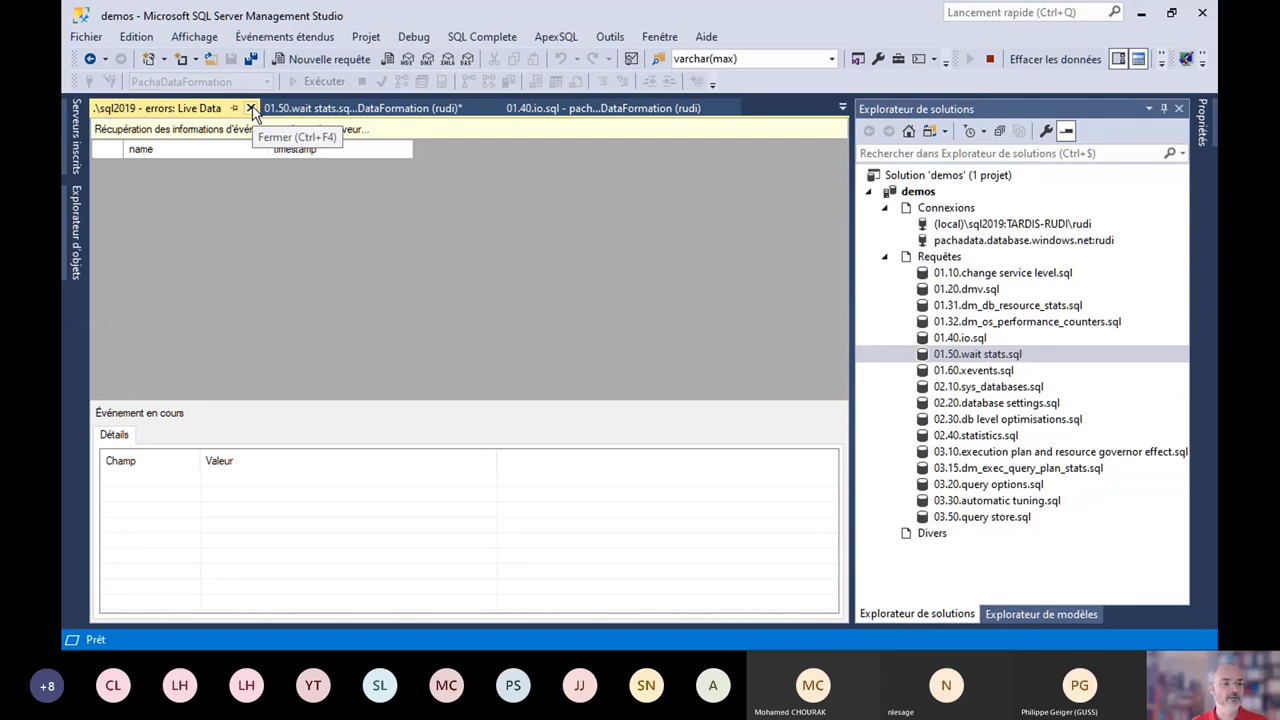 demos - Microsoft SQL Server Management Studio
Lancement rapide (Ctrl+Q)
Fichier Edition Affichage Événements étendus Projet Debug SQL Complete ApexSQL Outils Fenêtre Aide
Nouvelle requête varchar(max) Effacer les données
PachaDataFormation Exécuter
Serveurs inscrits
Explorateur d'objets
.\sql2019 - errors: Live Data 01.50.wait stats.sq...DataFormation (rudi)* 01.40.io.sql - pach...DataFormation (rudi)
Récupération des informations d'évé
veur...
Fermer (Ctrl+F4)
name timestamp
Événement en cours
Détails
Champ Valeur
Explorateur de solutions
Rechercher dans Explorateur de solutions (Ctrl+$)
Solution 'demos' (1 projet)
demos
Connexions
(local)\sql2019:TARDIS-RUDI\rudi
pachadata.database.windows.net:rudi
Requêtes
01.10.change service level.sql
01.20.dmv.sql
01.31.dm_db_resource_stats.sql
01.32.dm_os_performance_counters.sql
01.40.io.sql
01.50.wait stats.sql
01.60.xevents.sql
02.10.sys_databases.sql
02.20.database settings.sql
02.30.db level optimisations.sql
02.40.statistics.sql
03.10.execution plan and resource governor effect.sql
03.15.dm_exec_query_plan_stats.sql
03.20.query options.sql
03.30.automatic tuning.sql
03.50.query store.sql
Divers
Explorateur de solutions Explorateur de modèles
Propriétés
Prêt
+8 CL LH LH YT SL MC PS JJ SN A MC N PG
Mohamed CHOURAK nlesage Philippe Geiger (GUSS)